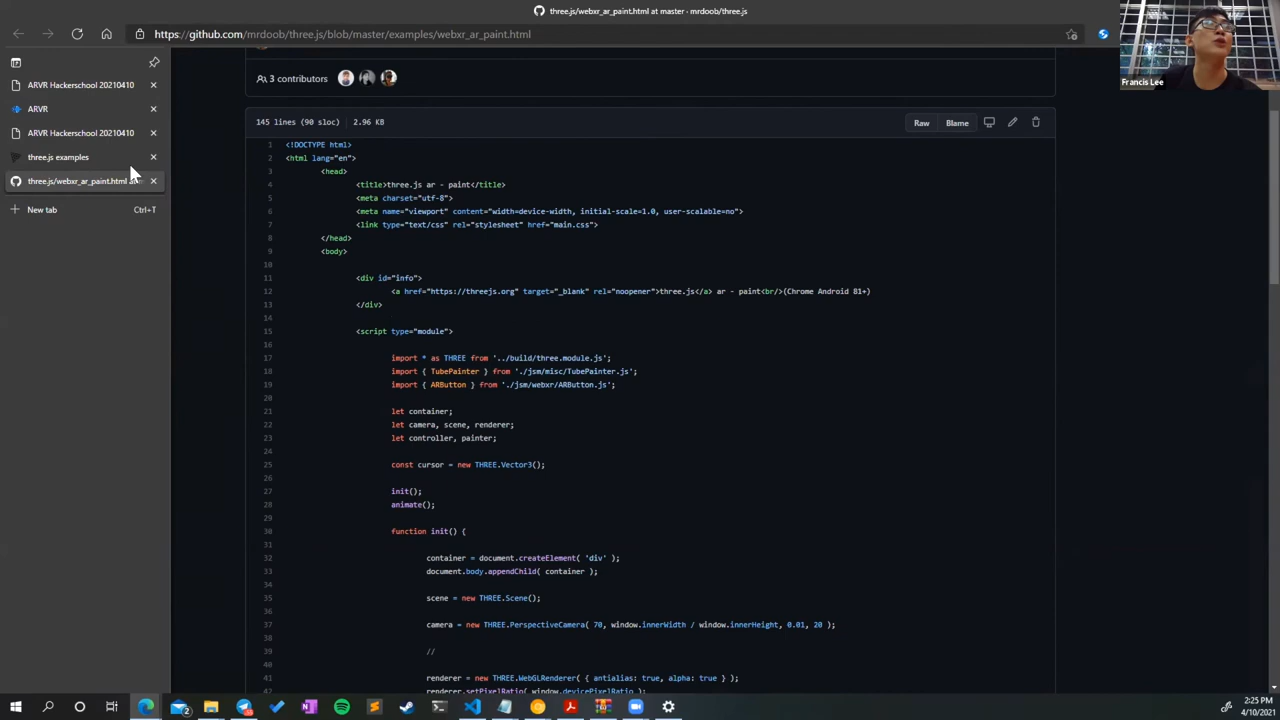 three.js/webxr_ar_paint.html at master · mrdoob/three.js
https://github.com/mrdoob/three.js/blob/master/examples/webxr_ar_paint.html
Francis Lee
ARVR Hackerschool 20210410
ARVR
ARVR Hackerschool 20210410
three.js examples
three.js/webxr_ar_paint.html
New tab Ctrl+T
3 contributors
145 lines (90 sloc) 2.96 KB
Raw Blame
1 <!DOCTYPE html>
2 <html lang="en">
3 <head>
4 <title>three.js ar - paint</title>
5 <meta charset="utf-8">
6 <meta name="viewport" content="width=device-width, initial-scale=1.0, user-scalable=no">
7 <link type="text/css" rel="stylesheet" href="main.css">
8 </head>
9 <body>
10
11 <div id="info">
12 <a href="https://threejs.org" target="_blank" rel="noopener">three.js</a> ar - paint<br/>(Chrome Android 81+)
13 </div>
14
15 <script type="module">
16
17 import * as THREE from '../build/three.module.js';
18 import { TubePainter } from './jsm/misc/TubePainter.js';
19 import { ARButton } from './jsm/webxr/ARButton.js';
20
21 let container;
22 let camera, scene, renderer;
23 let controller, painter;
24
25 const cursor = new THREE.Vector3();
26
27 init();
28 animate();
29
30 function init() {
31
32 container = document.createElement( 'div' );
33 document.body.appendChild( container );
34
35 scene = new THREE.Scene();
36
37 camera = new THREE.PerspectiveCamera( 70, window.innerWidth / window.innerHeight, 0.01, 20 );
38
39 //
40
41 renderer = new THREE.WebGLRenderer( { antialias: true, alpha: true } );
42 renderer.setPixelRatio( window.devicePixelRatio );
2:25 PM
4/10/2021